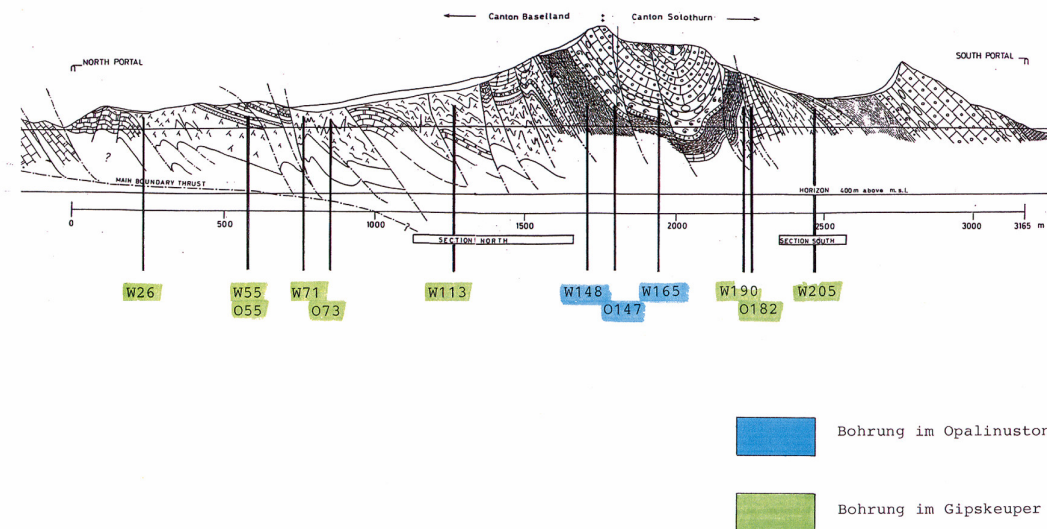 Canton Baselland Canton Solothurn
NORTH PORTAL
SOUTH PORTAL
?
MAIN BOUNDARY THRUST
HORIZON 400 m above m.s.l.
0 500 1000 1500 2000 2500 3000 3165 m
?
SECTION NORTH
SECTION SOUTH
W26 W55 W71 W113 W148 W165 W190 W205
O55 O73 O147 O182
Bohrung im Opalinuston
Bohrung im Gipskeuper